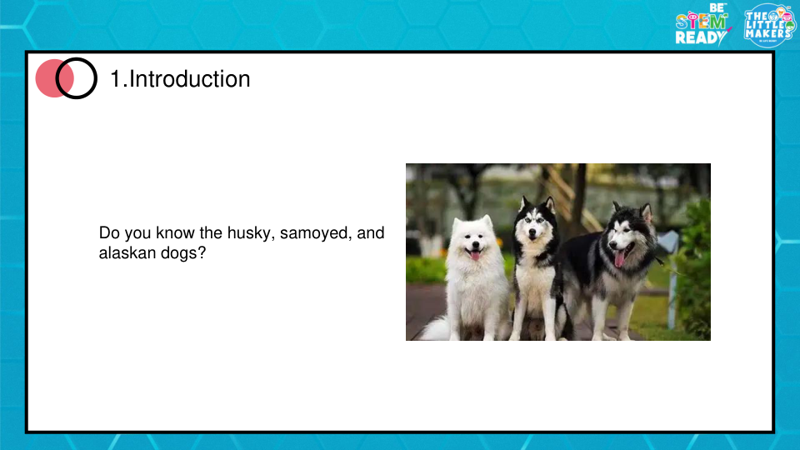 BE
STEM
READY
THE
LITTLE
MAKERS
1.Introduction
Do you know the husky, samoyed, and
alaskan dogs?